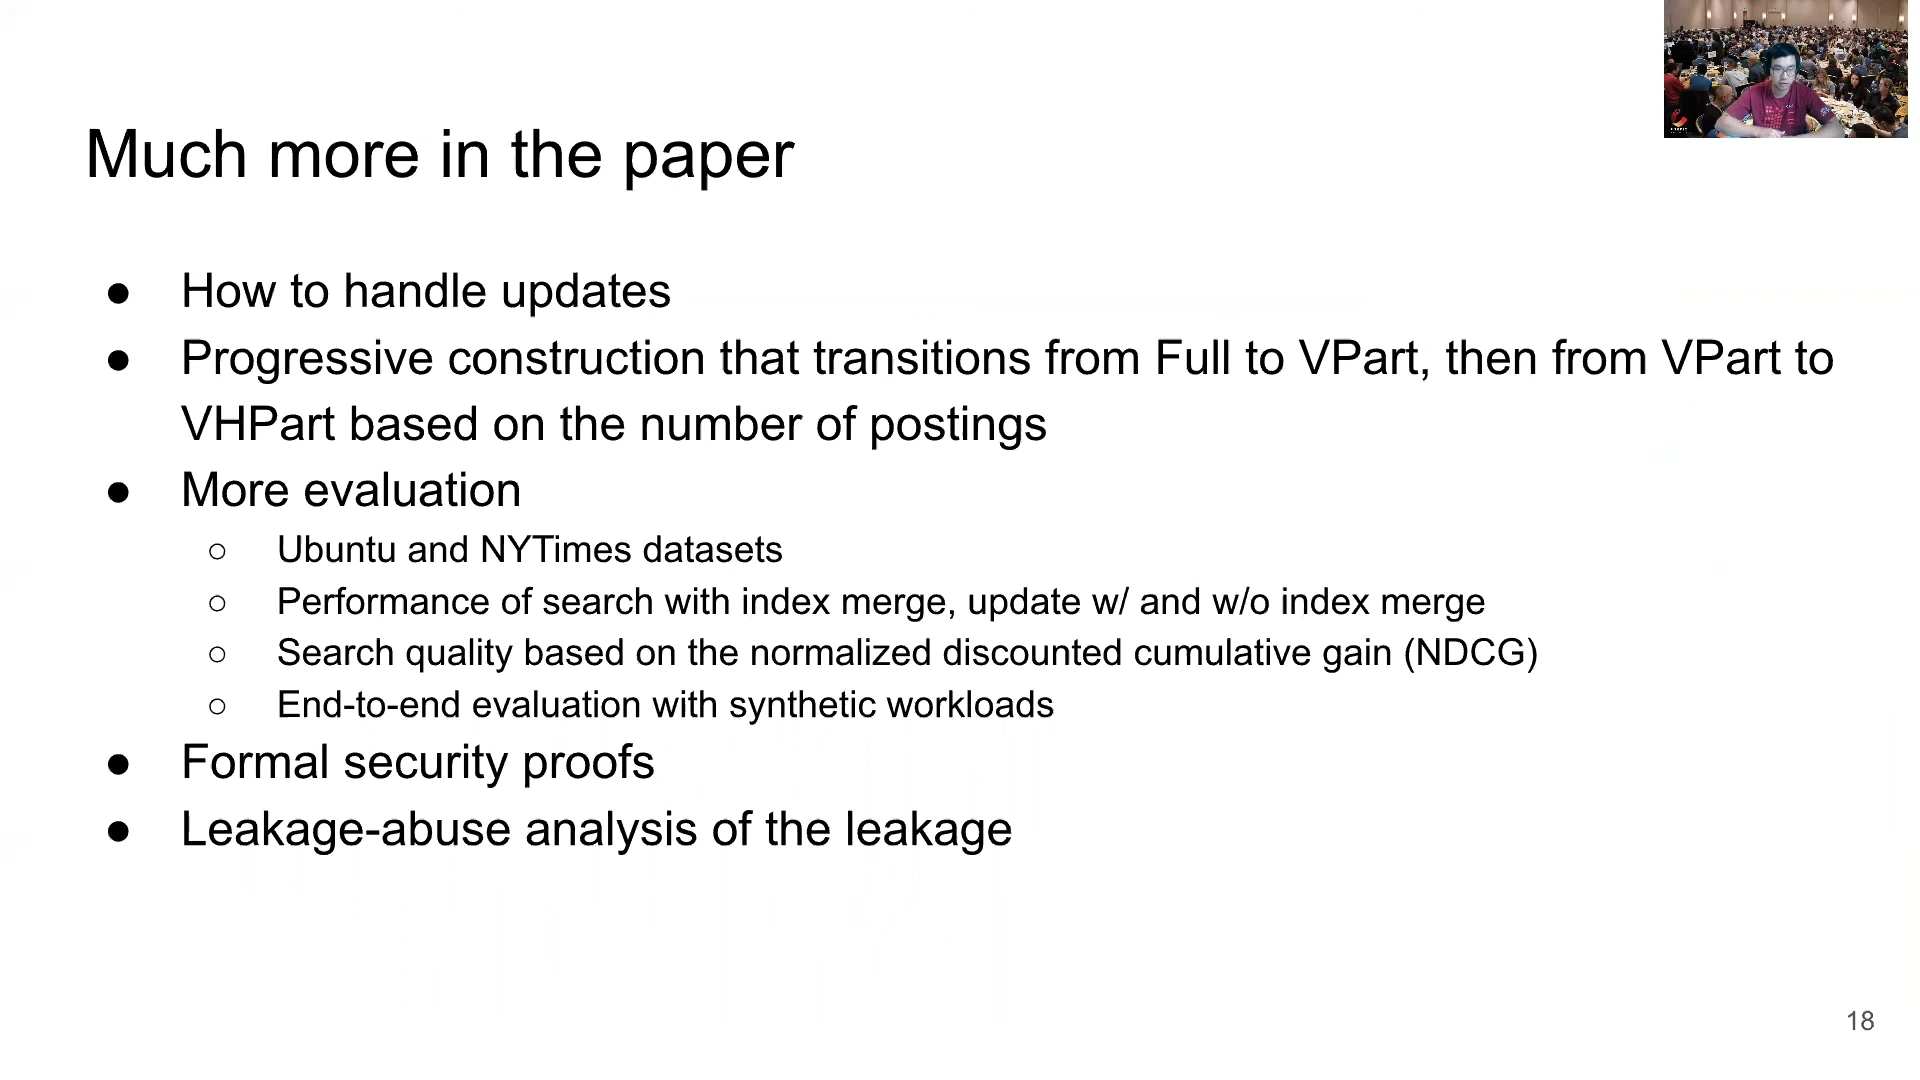 Much more in the paper
● How to handle updates
● Progressive construction that transitions from Full to VPart, then from VPart to
VHPart based on the number of postings
● More evaluation
○ Ubuntu and NYTimes datasets
○ Performance of search with index merge, update w/ and w/o index merge
○ Search quality based on the normalized discounted cumulative gain (NDCG)
○ End-to-end evaluation with synthetic workloads
● Formal security proofs
● Leakage-abuse analysis of the leakage
18